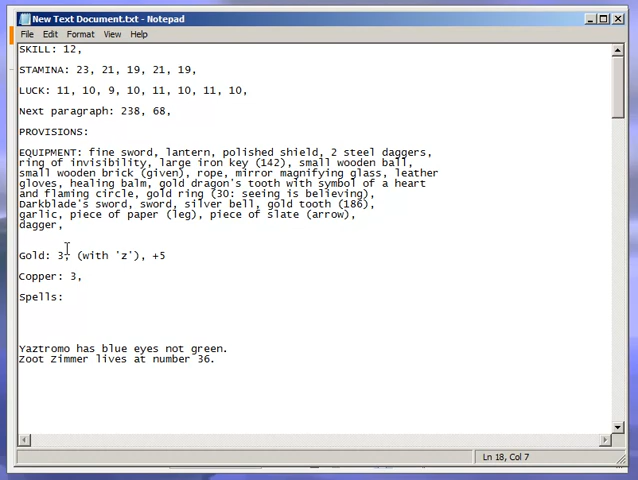 New Text Document.txt - Notepad
File Edit Format View Help
SKILL: 12,
STAMINA: 23, 21, 19, 21, 19,
LUCK: 11, 10, 9, 10, 11, 10, 11, 10,
Next paragraph: 238, 68,
PROVISIONS:
EQUIPMENT: fine sword, lantern, polished shield, 2 steel daggers,
ring of invisibility, large iron key (142), small wooden ball,
small wooden brick (given), rope, mirror magnifying glass, leather
gloves, healing balm, gold dragon's tooth with symbol of a heart
and flaming circle, gold ring (30: seeing is believing),
Darkblade's sword, sword, silver bell, gold tooth (186),
garlic, piece of paper (leg), piece of slate (arrow),
dagger,
Gold: 3, (with 'z'), +5
Copper: 3,
Spells:
Yaztromo has blue eyes not green.
Zoot Zimmer lives at number 36.
Ln 18, Col 7